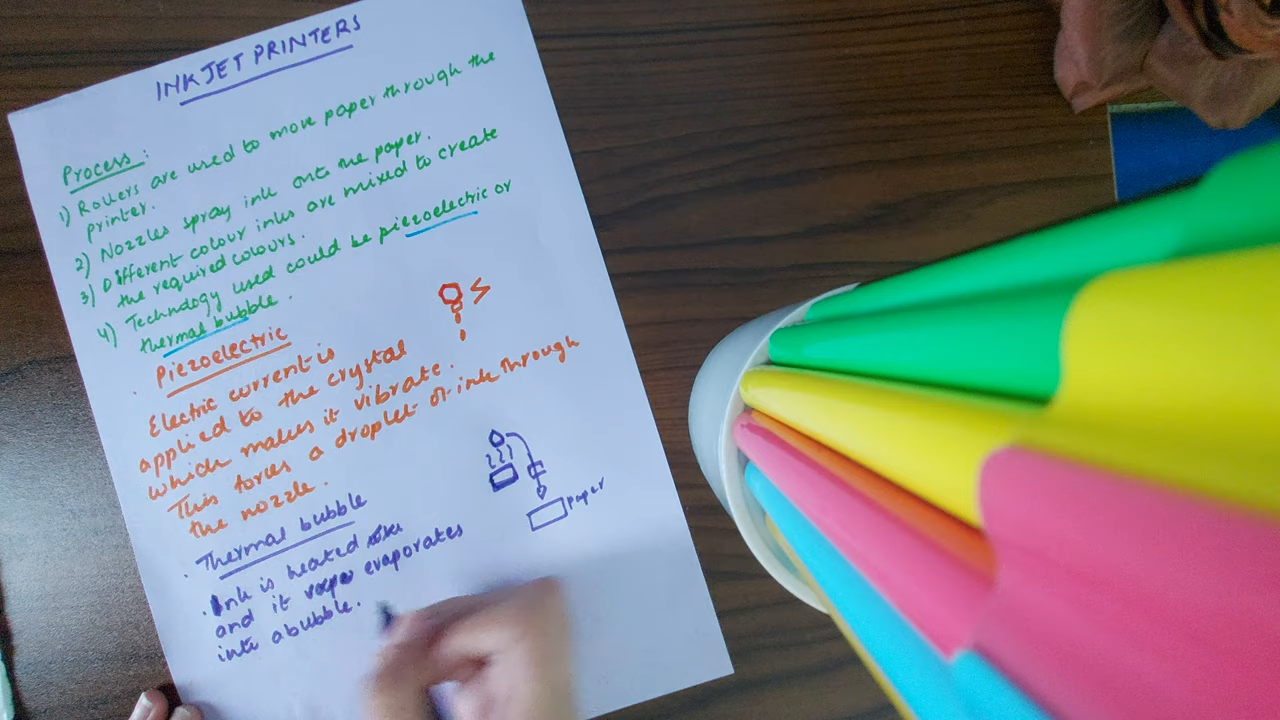 INKJET PRINTERS
Process:
1) Rollers are used to move paper through the
printer.
2) Nozzles spray ink onto the paper.
3) Different colour inks are mixed to create
the required colours.
4) Technology used could be piezoelectric or
thermal bubble.
. Piezoelectric
Electric current is
applied to the crystal
which makes it vibrate.
This forces a droplet of ink through
the nozzle.
Paper
. Thermal bubble
. Ink is heated
and it evaporates
into a bubble.